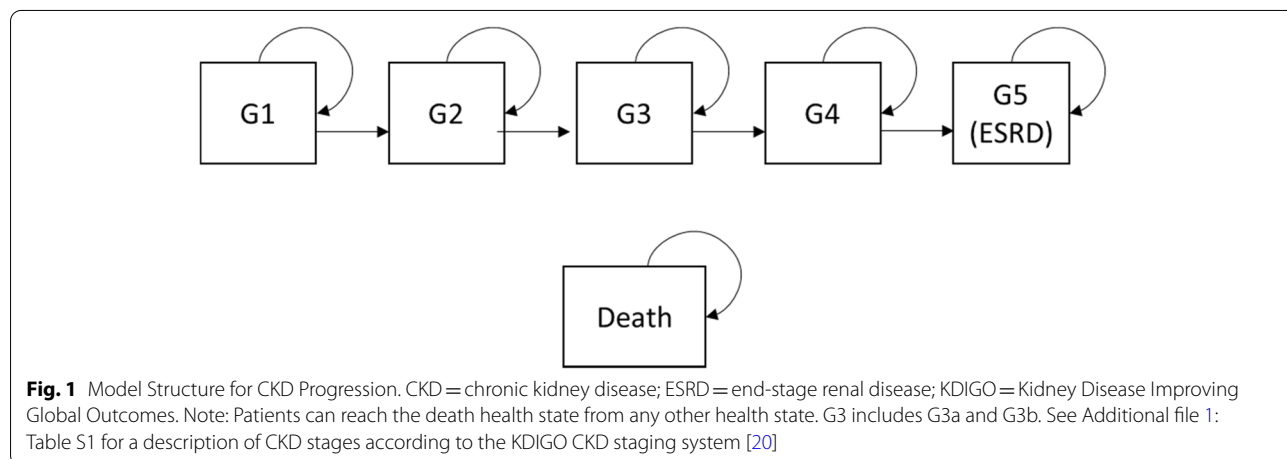 G1
G2
G3
G4
G5
(ESRD)
Death
Fig. 1 Model Structure for CKD Progression. CKD = chronic kidney disease; ESRD = end-stage renal disease; KDIGO = Kidney Disease Improving
Global Outcomes. Note: Patients can reach the death health state from any other health state. G3 includes G3a and G3b. See Additional file 1:
Table S1 for a description of CKD stages according to the KDIGO CKD staging system [20]